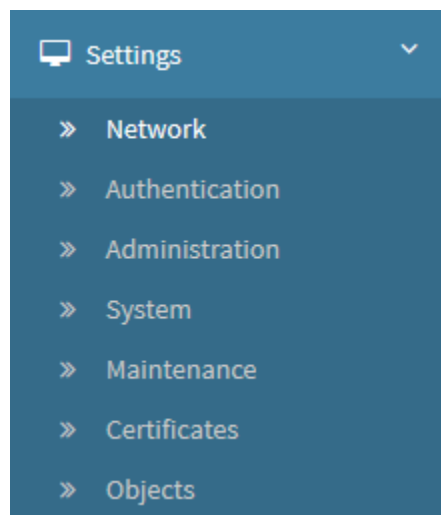 Settings
Network
Authentication
Administration
System
Maintenance
Certificates
Objects